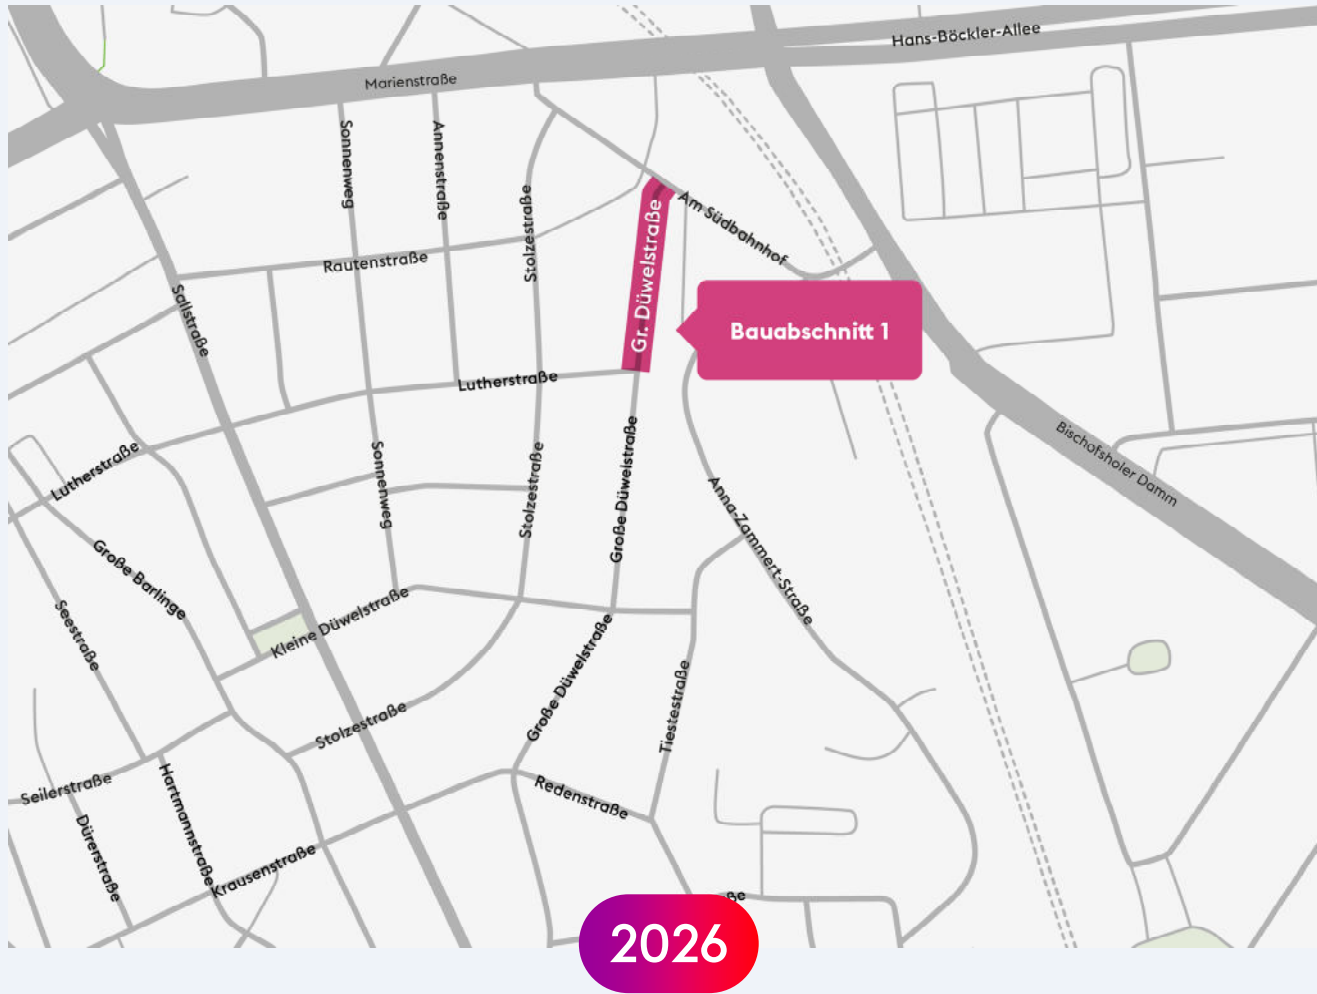 Hans-Böckler-Allee
Marienstraße
Sonnenweg
Annenstraße
Stolzestraße
Am Südbahnhof
Gr. Düwelstraße
Rautenstraße
Sallstraße
Bauabschnitt 1
Lutherstraße
Bischofsholer Damm
Lutherstraße
Sonnenweg
Stolzestraße
Große Düwelstraße
Anna-Zammert-Straße
Große Barlinge
Seestraße
Kleine Düwelstraße
Große Düwelstraße
Tiestestraße
Stolzestraße
Seilerstraße
Hartmannstraße
Redenstraße
Dürerstraße
Krausenstraße
ße
2026